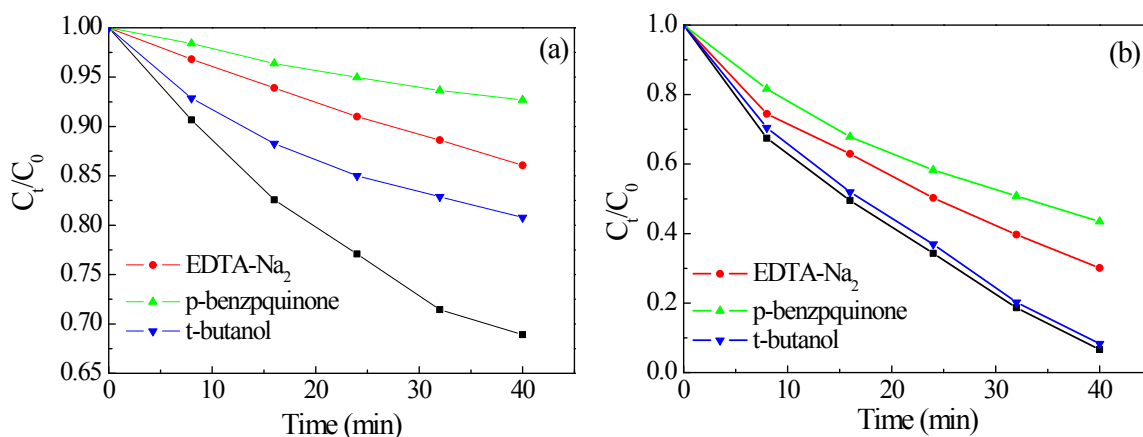 (a)
1.00
0.95
0.90
0.85
0.80
0.75
0.70
0.65
C_t/C_0
EDTA-Na_2
p-benzpquinone
t-butanol
0 10 20 30 40
Time (min)
(b)
1.0
0.8
0.6
0.4
0.2
0.0
C_t/C_0
EDTA-Na_2
p-benzpquinone
t-butanol
0 10 20 30 40
Time (min)